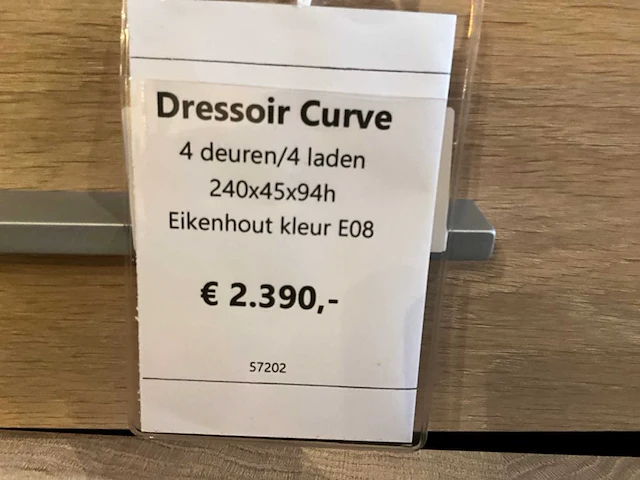 Dressoir Curve
4 deuren/4 laden
240x45x94h
Eikenhout kleur E08
€ 2.390,-
57202